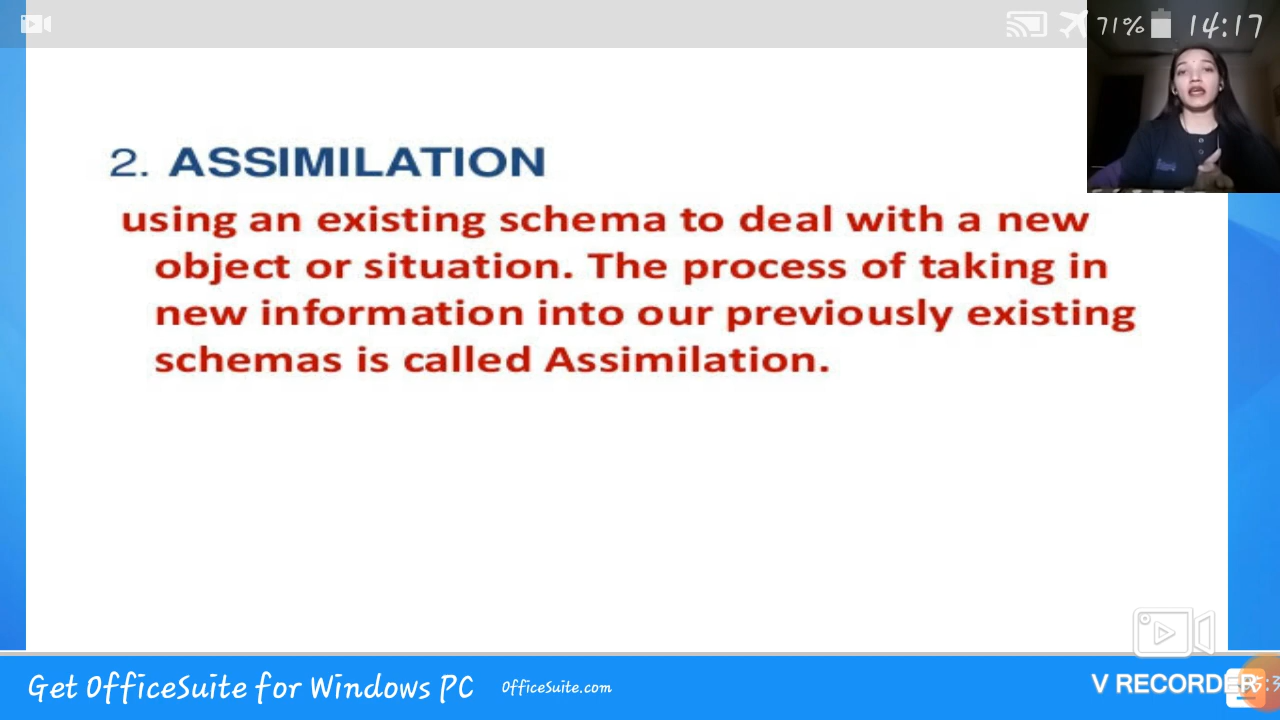 71% 14:17
2. ASSIMILATION
using an existing schema to deal with a new
object or situation. The process of taking in
new information into our previously existing
schemas is called Assimilation.
Get OfficeSuite for Windows PC OfficeSuite.com
V RECORDER